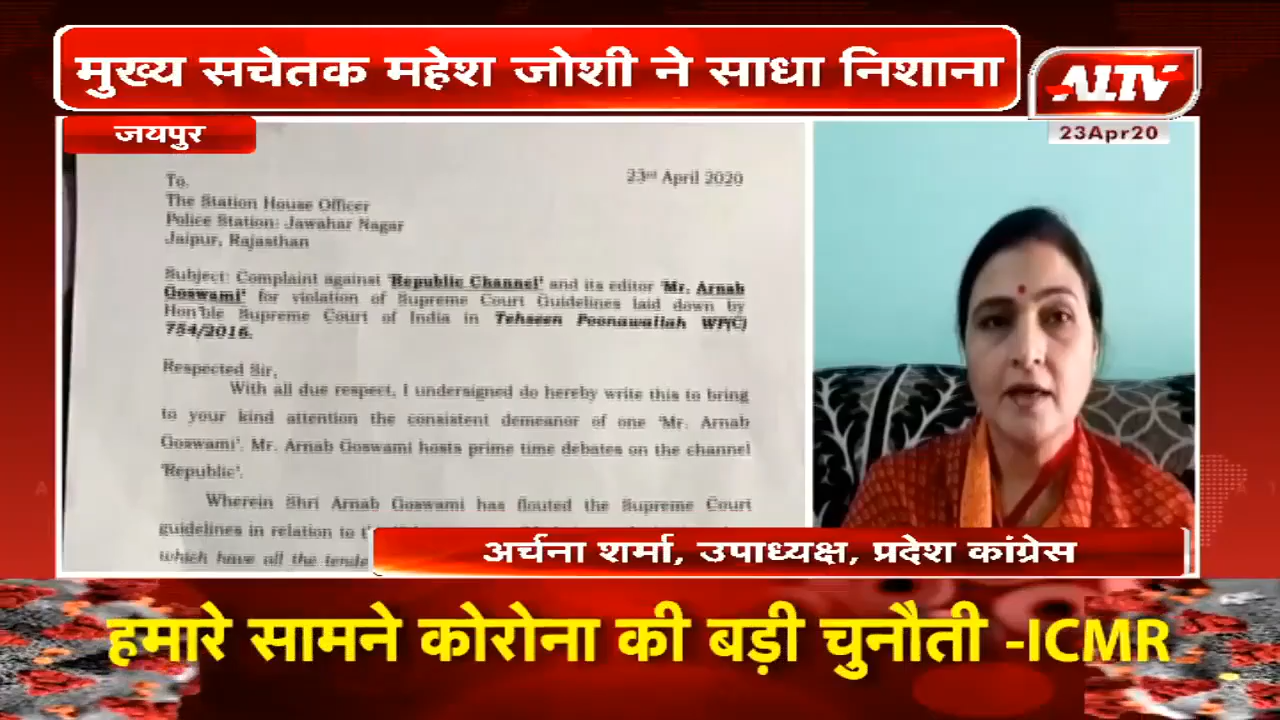 मुख्य सचेतक महेश जोशी ने साधा निशाना
ALTV
23Apr20
जयपुर
To, 23rd April 2020
The Station House Officer
Police Station: Jawahar Nagar
Jaipur, Rajasthan
Subject: Complaint against 'Republic Channel' and its editor 'Mr. Arnab
Goswami' for violation of Supreme Court Guidelines laid down by
Hon'ble Supreme Court of India in Tehseen Poonawallah WP(C)
754/2016.
Respected Sir,
With all due respect, I undersigned do hereby write this to bring
to your kind attention the consistent demeanor of one 'Mr. Arnab
Goswami'. Mr. Arnab Goswami hosts prime time debates on the channel
'Republic'.
Wherein Shri Arnab Goswami has flouted the Supreme Court
guidelines in relation to
which have all the
अर्चना शर्मा, उपाध्यक्ष, प्रदेश कांग्रेस
हमारे सामने कोरोना की बड़ी चुनौती -ICMR